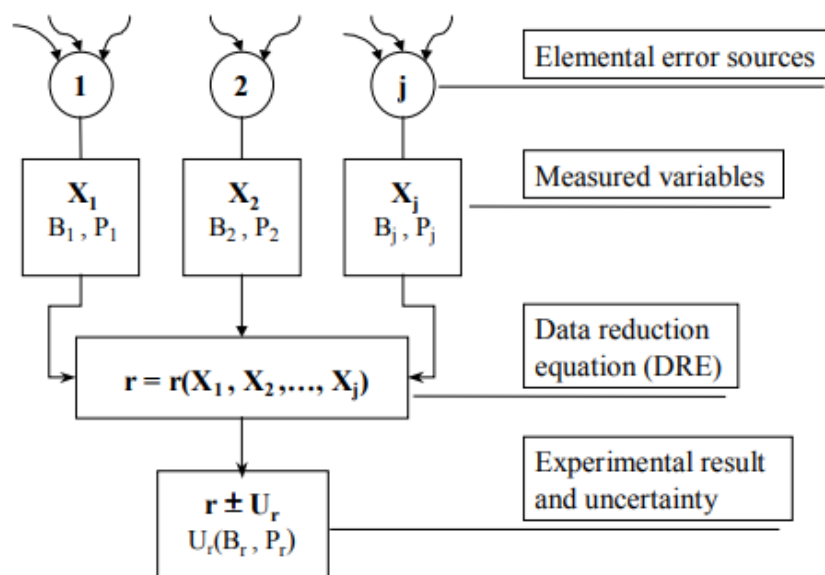 1
2
j
Elemental error sources
X₁
B₁ , P₁
X₂
B₂ , P₂
Xⱼ
Bⱼ , Pⱼ
Measured variables
r = r(X₁ , X₂ ,..., Xⱼ)
Data reduction
equation (DRE)
r ± Uᵣ
Uᵣ(Bᵣ , Pᵣ)
Experimental result
and uncertainty